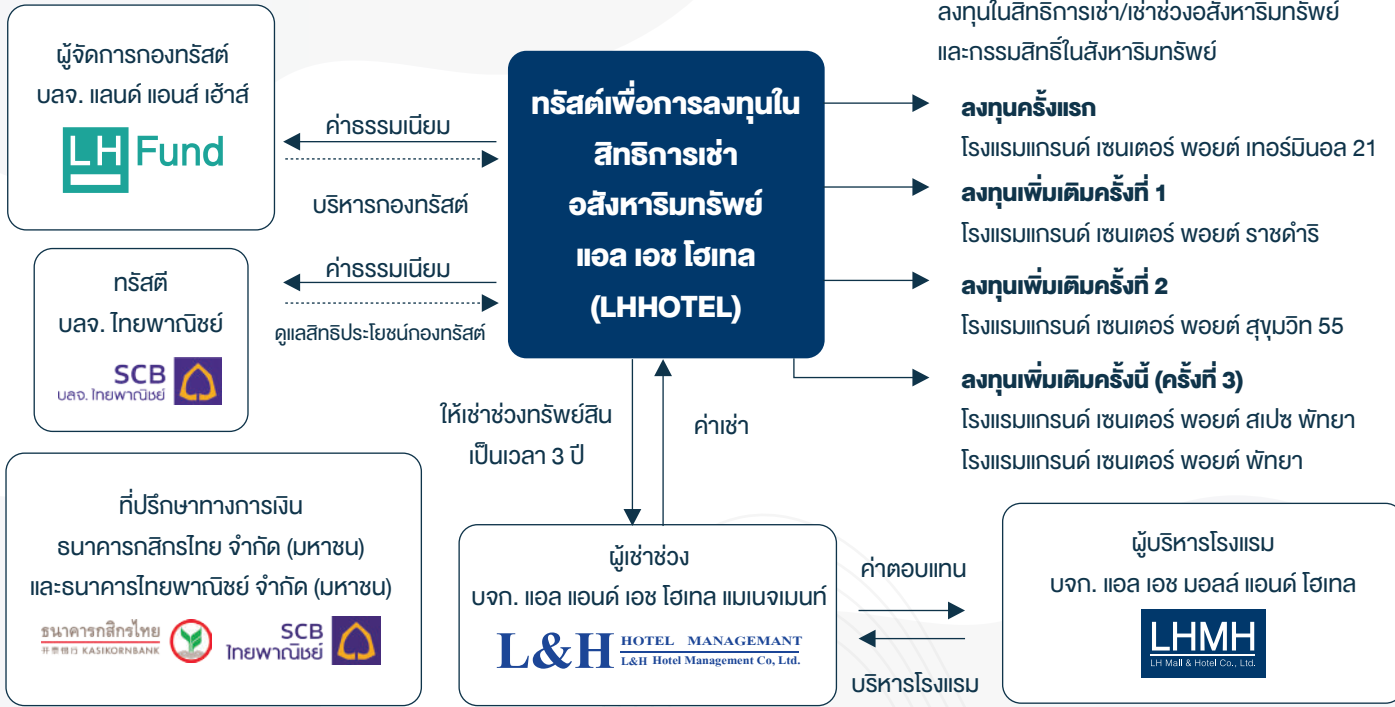 ลงทุนในสิทธิการเช่า/เช่าช่วงอสังหาริมทรัพย์
และกรรมสิทธิ์ในสังหาริมทรัพย์
ผู้จัดการกองทรัสต์
บลจ. แลนด์ แอนส์ เฮ้าส์
LH Fund
ค่าธรรมเนียม
บริหารกองทรัสต์
ทรัสตี
บลจ. ไทยพาณิชย์
SCB
บลจ. ไทยพาณิชย์
ค่าธรรมเนียม
ดูแลสิทธิประโยชน์กองทรัสต์
ทรัสต์เพื่อการลงทุนใน
สิทธิการเช่า
อสังหาริมทรัพย์
แอล เอช โฮเทล
(LHHOTEL)
ลงทุนครั้งแรก
โรงแรมแกรนด์ เซนเตอร์ พอยต์ เทอร์มินอล 21
ลงทุนเพิ่มเติมครั้งที่ 1
โรงแรมแกรนด์ เซนเตอร์ พอยต์ ราชดำริ
ลงทุนเพิ่มเติมครั้งที่ 2
โรงแรมแกรนด์ เซนเตอร์ พอยต์ สุขุมวิท 55
ลงทุนเพิ่มเติมครั้งนี้ (ครั้งที่ 3)
โรงแรมแกรนด์ เซนเตอร์ พอยต์ สเปซ พัทยา
โรงแรมแกรนด์ เซนเตอร์ พอยต์ พัทยา
ให้เช่าช่วงทรัพย์สิน
เป็นเวลา 3 ปี
ค่าเช่า
ที่ปรึกษาทางการเงิน
ธนาคารกสิกรไทย จำกัด (มหาชน)
และธนาคารไทยพาณิชย์ จำกัด (มหาชน)
ธนาคารกสิกรไทย
开泰银行 KASIKORNBANK
SCB
ไทยพาณิชย์
ผู้เช่าช่วง
บจก. แอล แอนด์ เอช โฮเทล แมเนจเมนท์
L&H HOTEL MANAGEMANT
L&H Hotel Management Co, Ltd.
ค่าตอบแทน
บริหารโรงแรม
ผู้บริหารโรงแรม
บจก. แอล เอช มอลล์ แอนด์ โฮเทล
LHMH
LH Mall & Hotel Co., Ltd.